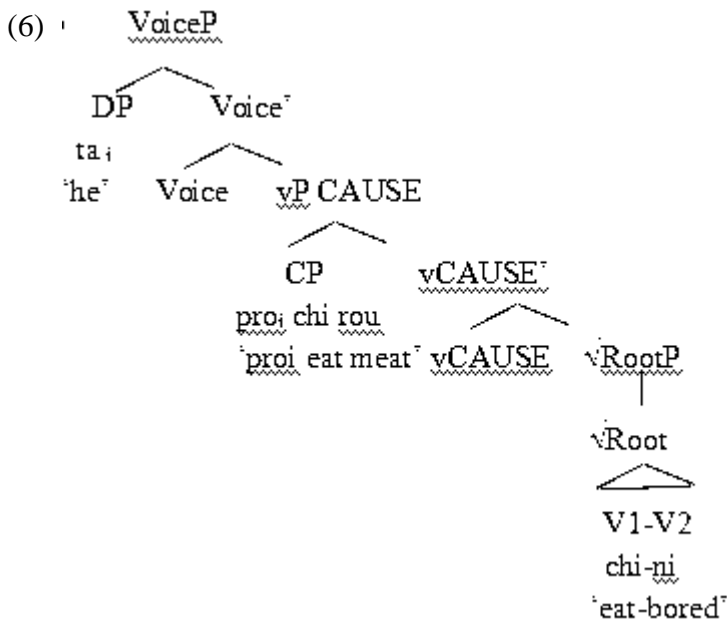 (6) VoiceP
DP Voice'
ta i
'he' Voice vP CAUSE
CP vCAUSE'
proi chi rou
'proi eat meat' vCAUSE √RootP
√Root
V1-V2
chi-ni
'eat-bored'